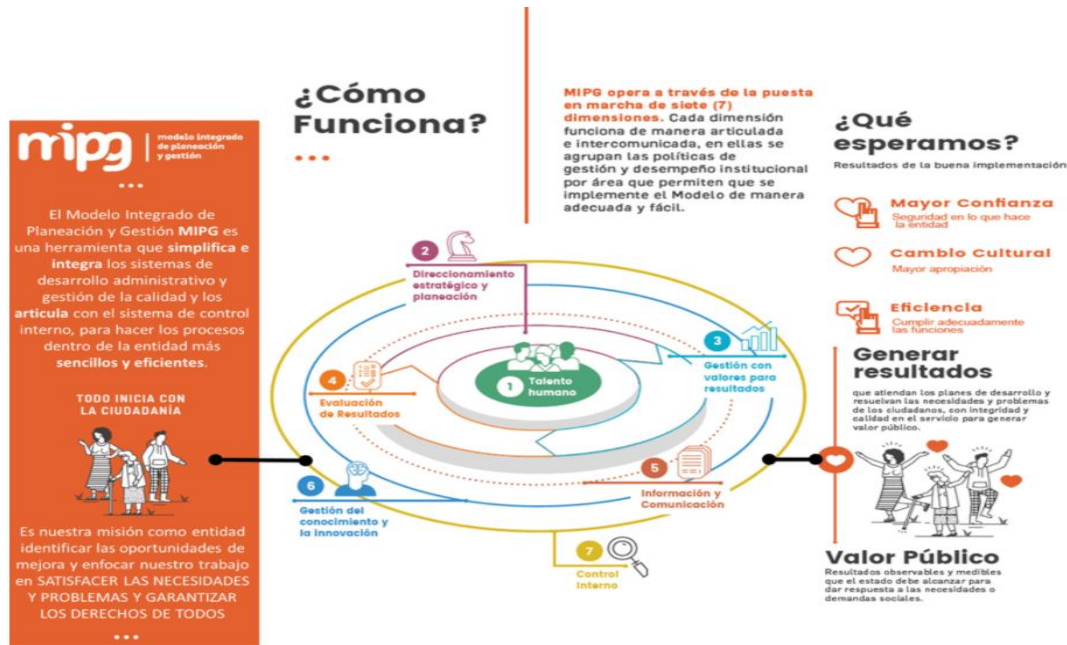 mipg
modelo integrado
de planeación
y gestión
El Modelo Integrado de
Planeación y Gestión MIPG es
una herramienta que simplifica e
integra los sistemas de
desarrollo administrativo y
gestión de la calidad y los
articula con el sistema de control
interno, para hacer los procesos
dentro de la entidad más
sencillos y eficientes.
TODO INICIA CON
LA CIUDADANÍA
Es nuestra misión como entidad
identificar las oportunidades de
mejora y enfocar nuestro trabajo
en SATISFACER LAS NECESIDADES
Y PROBLEMAS Y GARANTIZAR
LOS DERECHOS DE TODOS
¿Cómo
Funciona?
MIPG opera a través de la puesta
en marcha de siete (7)
dimensiones. Cada dimensión
funciona de manera articulada
e intercomunicada, en ellas se
agrupan las políticas de
gestión y desempeño institucional
por área que permiten que se
implemente el Modelo de manera
adecuada y fácil.
1
Talento
humano
2
Direccionamiento
estratégico y
planeación
3
Gestión con
valores para
resultados
4
Evaluación
de Resultados
5
Información y
Comunicación
6
Gestión del
conocimiento y
la Innovación
7
Control
Interno
¿Qué
esperamos?
Resultados de la buena implementación
Mayor Confianza
Seguridad en lo que hace
la entidad
Cambio Cultural
Mayor apropiación
Eficiencia
Cumplir adecuadamente
las funciones
Generar
resultados
que atiendan los planes de desarrollo y
resuelvan las necesidades y problemas
de los ciudadanos, con integridad y
calidad en el servicio para generar
valor público.
Valor Público
Resultados observables y medibles
que el estado debe alcanzar para
dar respuesta a las necesidades o
demandas sociales.